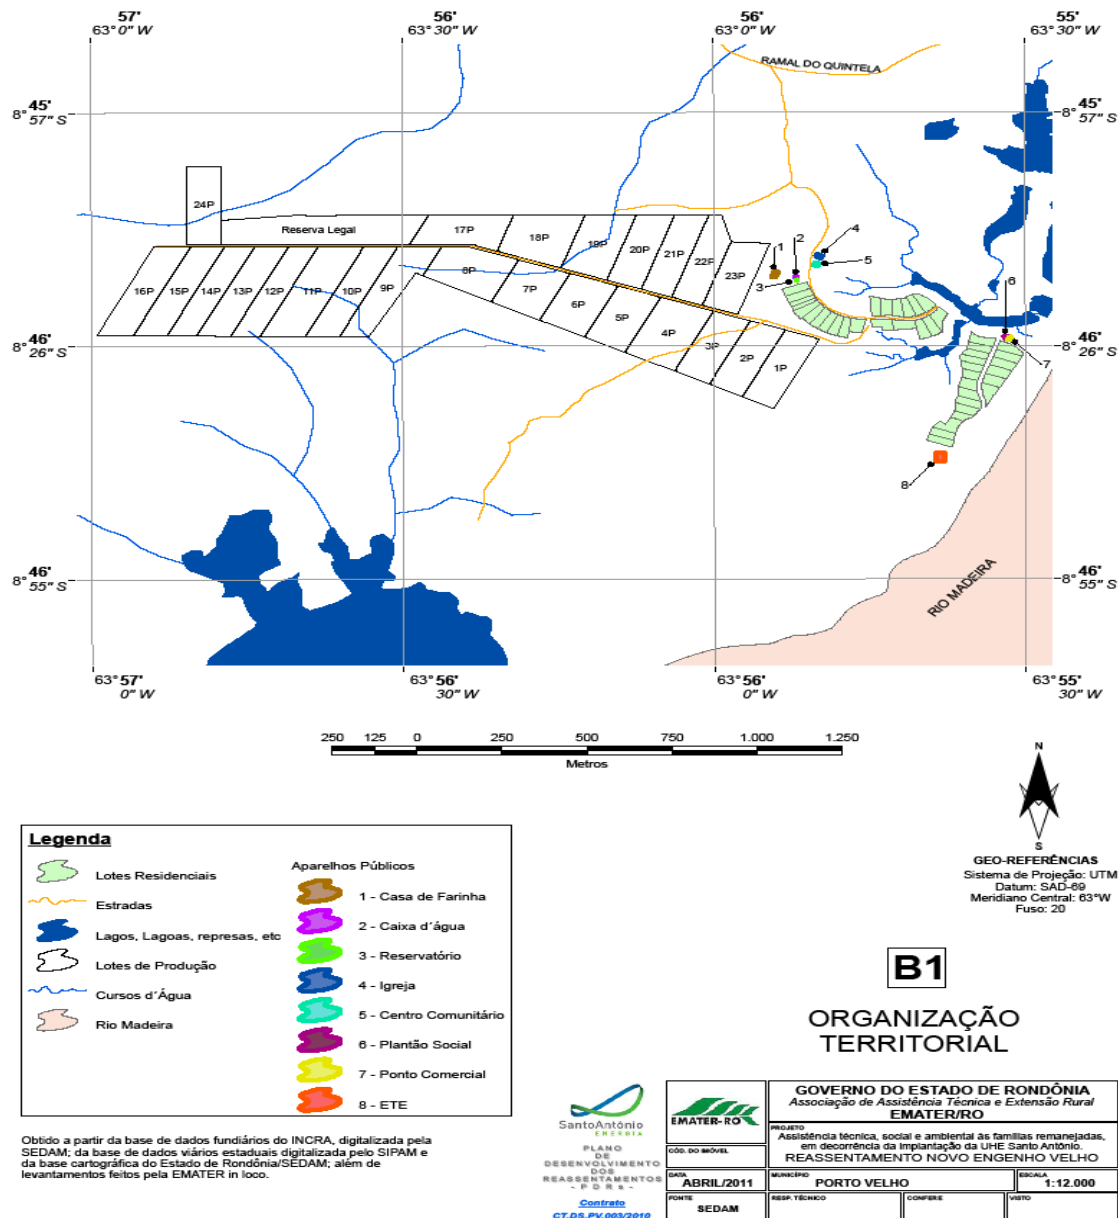 57'
63° 0" W
56'
63° 30" W
56'
63° 0" W
55'
63° 30" W
RAMAL DO QUINTELA
45'
8° 57" S
45'
8° 57" S
24P
Reserva Legal
17P
18P
19P
20P
21P
22P
23P
1
2
3
4
5
6
7
8
16P
15P
14P
13P
12P
11P
10P
9P
8P
7P
6P
5P
4P
3P
2P
1P
46'
8° 26" S
46'
8° 26" S
46'
8° 55" S
46'
8° 55" S
RIO MADEIRA
63° 57'
0" W
63° 56'
30" W
63° 56'
0" W
63° 55'
30" W
250 125 0 250 500 750 1.000 1.250
Metros
N
S
GEO-REFERÊNCIAS
Sistema de Projeção: UTM
Datum: SAD-69
Meridiano Central: 63°W
Fuso: 20
Legenda
Lotes Residenciais
Estradas
Lagos, Lagoas, represas, etc
Lotes de Produção
Cursos d´Água
Rio Madeira
Aparelhos Públicos
1 - Casa de Farinha
2 - Caixa d´água
3 - Reservatório
4 - Igreja
5 - Centro Comunitário
6 - Plantão Social
7 - Ponto Comercial
8 - ETE
B1
ORGANIZAÇÃO
TERRITORIAL
Obtido a partir da base de dados fundiários do INCRA, digitalizada pela
SEDAM; da base de dados viários estaduais digitalizada pelo SIPAM e
da base cartográfica do Estado de Rondônia/SEDAM; além de
levantamentos feitos pela EMATER in loco.
SantoAntônio
ENERGIA
PLANO
DE
DESENVOLVIMENTO
DOS
REASSENTAMENTOS
- P D R s -
Contrato
CT.DS.PV.003/2010
EMATER-RO
GOVERNO DO ESTADO DE RONDÔNIA
Associação de Assistência Técnica e Extensão Rural
EMATER/RO
PROJETO
Assistência técnica, social e ambiental às famílias remanejadas,
em decorrência da Implantação da UHE Santo Antônio.
REASSENTAMENTO NOVO ENGENHO VELHO
CÓD. DO IMÓVEL
DATA
ABRIL/2011
MUNICÍPIO
PORTO VELHO
ESCALA
1:12.000
FONTE
SEDAM
RESP. TÉCNICO
CONFERE
VISTO